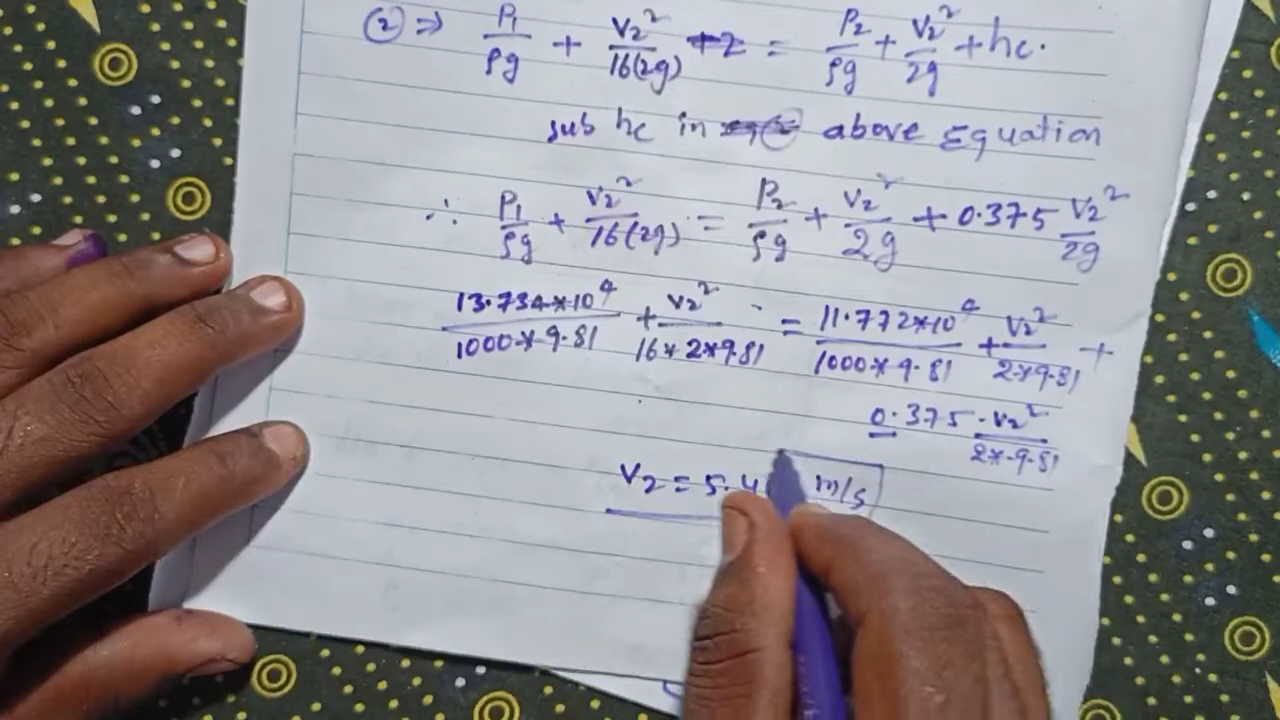 ② ⇒ P₁/ρg + V₂²/16(2g) = P₂/ρg + V₂²/2g + hc.
sub hc in above Equation
∴ P₁/ρg + V₂²/16(2g) = P₂/ρg + V₂²/2g + 0.375 V₂²/2g
13.734*10⁴/1000*9.81 + V₂²/16*2*9.81 = 11.772*10⁴/1000*9.81 + V₂²/2*9.81 +
0.375 · V₂²/2*9.81
V₂ = 5.4 m/s